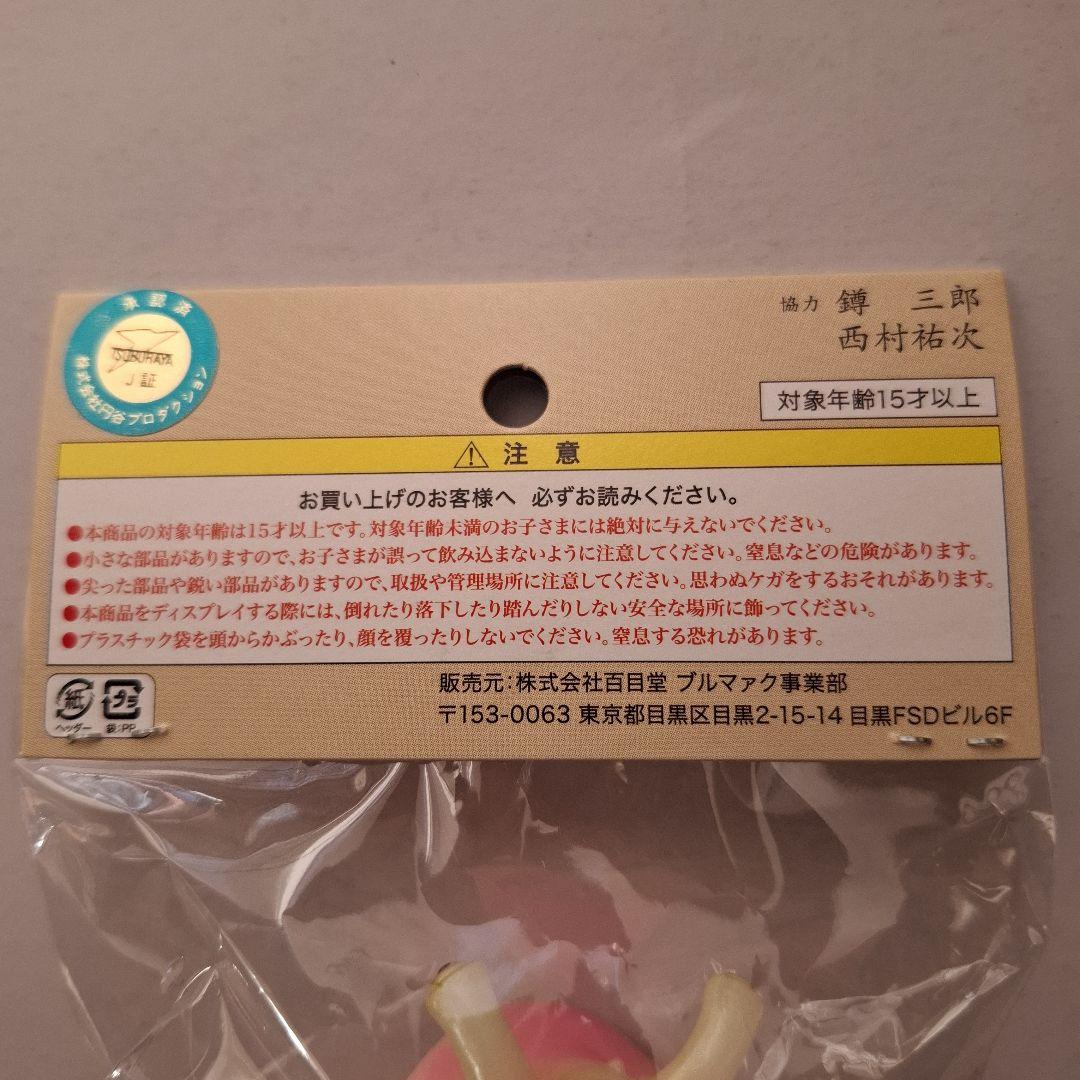 承認済
TSUBURAYA
J証
株式会社円谷プロダクション
協力 鐏 三郎
西村祐次
対象年齢15才以上
注 意
お買い上げのお客様へ 必ずお読みください。
●本商品の対象年齢は15才以上です。対象年齢未満のお子さまには絶対に与えないでください。
●小さな部品がありますので、お子さまが誤って飲み込まないように注意してください。窒息などの危険があります。
●尖った部品や鋭い部品がありますので、取扱や管理場所に注意してください。思わぬケガをするおそれがあります。
●本商品をディスプレイする際には、倒れたり落下したり踏んだりしない安全な場所に飾ってください。
●プラスチック袋を頭からかぶったり、顔を覆ったりしないでください。窒息する恐れがあります。
紙 プラ
ヘッダー 袋:PP
販売元:株式会社百目堂 ブルマァク事業部
〒153-0063 東京都目黒区目黒2-15-14 目黒FSDビル6F